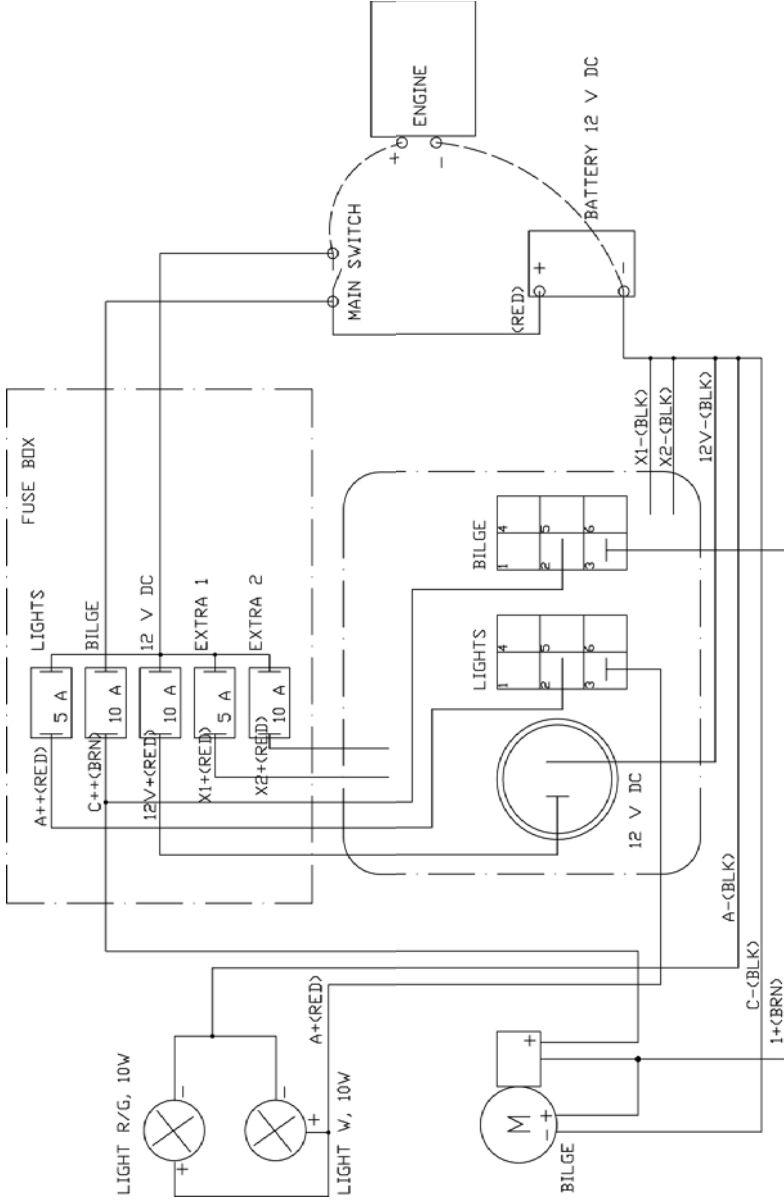 ENGINE
+
-
MAIN SWITCH
BATTERY 12 V DC
+
-
(RED)
FUSE BOX
LIGHTS
BILGE
12 V DC
EXTRA 1
EXTRA 2
5 A
10 A
10 A
5 A
10 A
A++(RED)
C++(BRN)
12V+(RED)
X1+(RED)
X2+(RED)
X1-(BLK)
X2-(BLK)
12V-(BLK)
BILGE
1 4
2 5
3 6
LIGHTS
1 4
2 5
3 6
12 V DC
A-(BLK)
C-(BLK)
1+(BRN)
A+(RED)
LIGHT R/G, 10W
+
-
LIGHT W, 10W
+
-
+
M
-+
BILGE